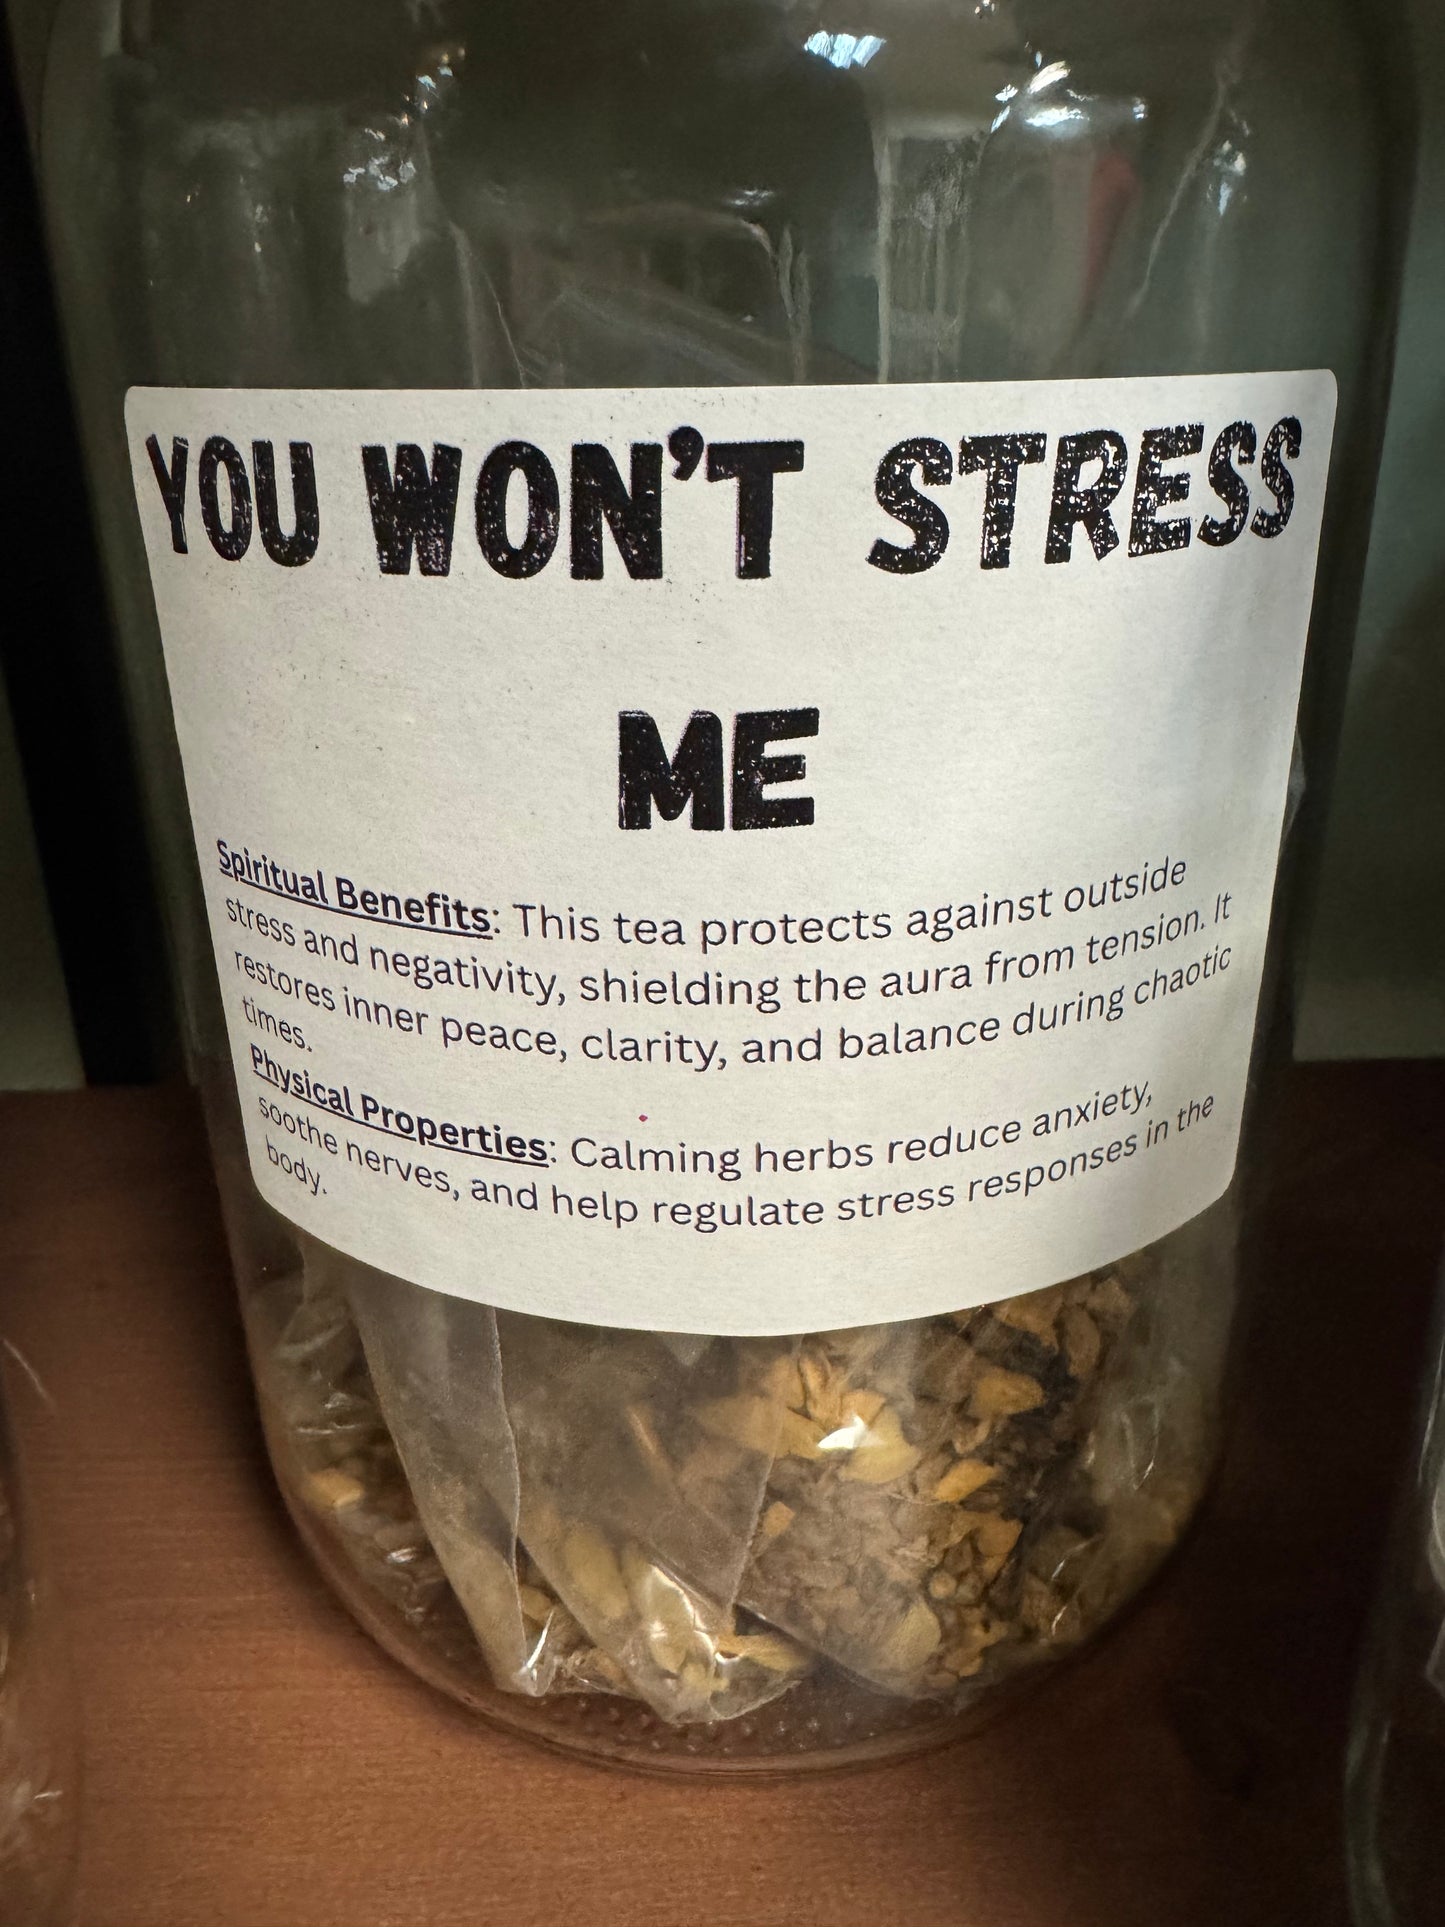 YOU WON'T STRESS
ME
Spiritual Benefits: This tea protects against outside
stress and negativity, shielding the aura from tension. It
restores inner peace, clarity, and balance during chaotic
times.
Physical Properties: Calming herbs reduce anxiety,
soothe nerves, and help regulate stress responses in the
body.